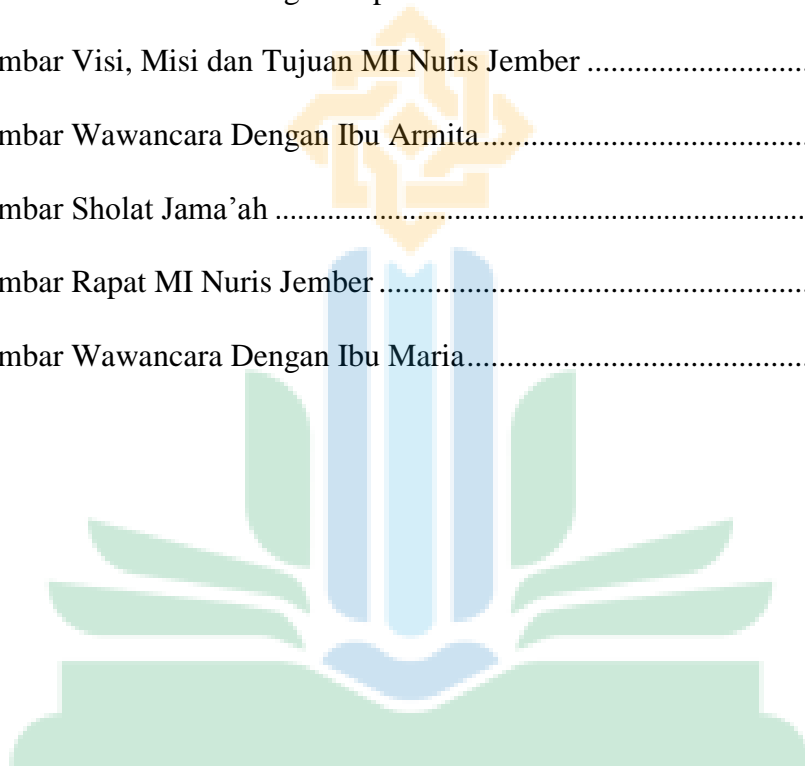 mbar Visi, Misi dan Tujuan MI Nuris Jember ...........................
mbar Wawancara Dengan Ibu Armita ........................................
mbar Sholat Jama’ah ..................................................................
mbar Rapat MI Nuris Jember .....................................................
mbar Wawancara Dengan Ibu Maria ..........................................